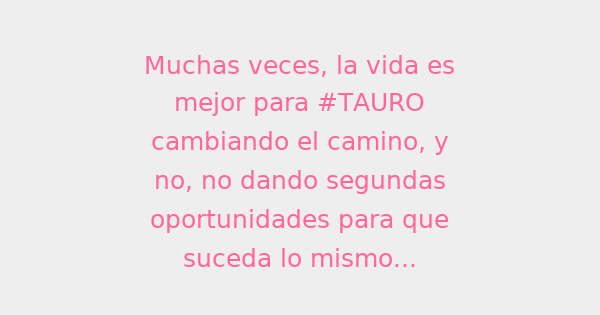 Muchas veces, la vida es
mejor para #TAURO
cambiando el camino, y
no, no dando segundas
oportunidades para que
suceda lo mismo...